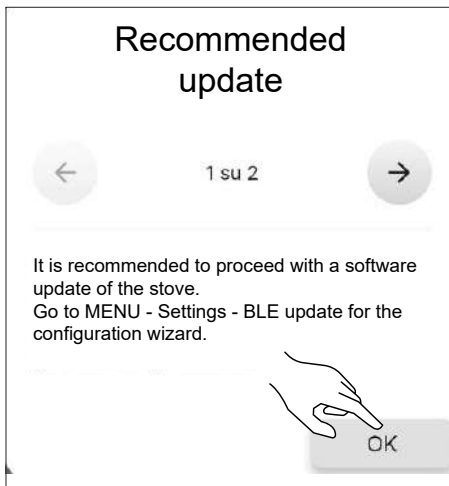 Recommended
update
1 su 2
It is recommended to proceed with a software
update of the stove.
Go to MENU - Settings - BLE update for the
configuration wizard.
OK